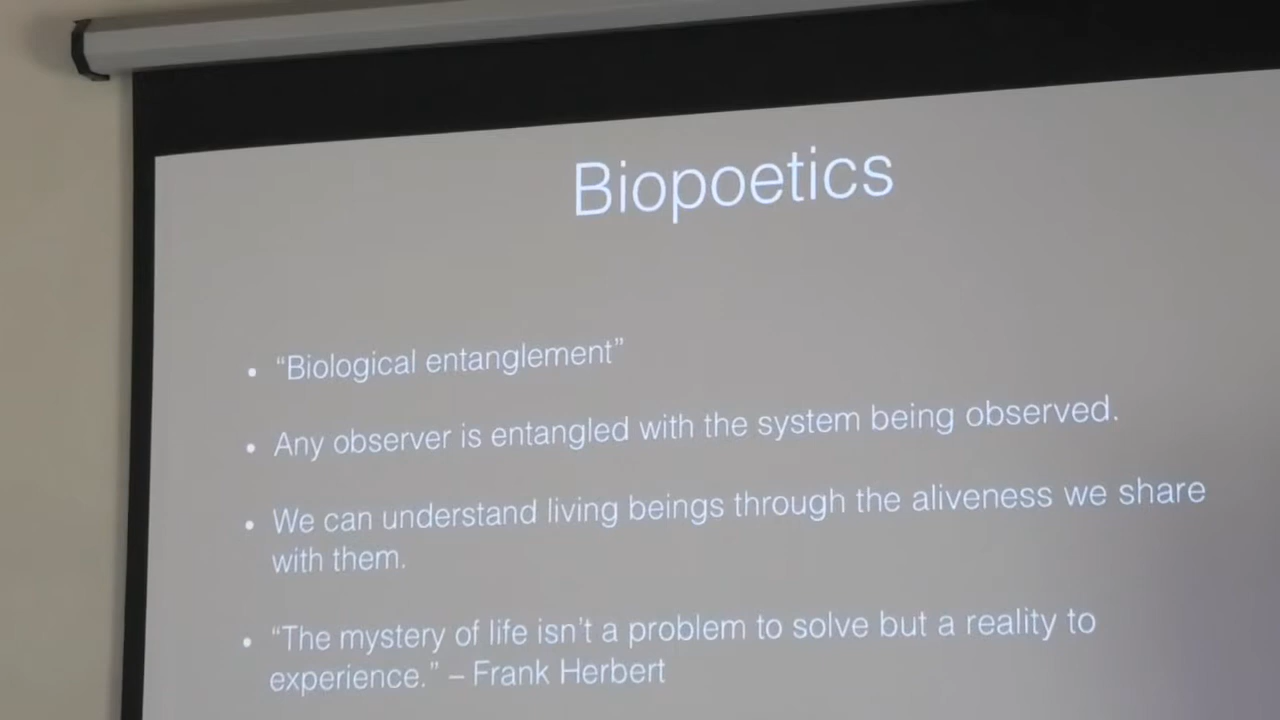 Biopoetics
• “Biological entanglement”
• Any observer is entangled with the system being observed.
• We can understand living beings through the aliveness we share
with them.
• “The mystery of life isn’t a problem to solve but a reality to
experience.” – Frank Herbert